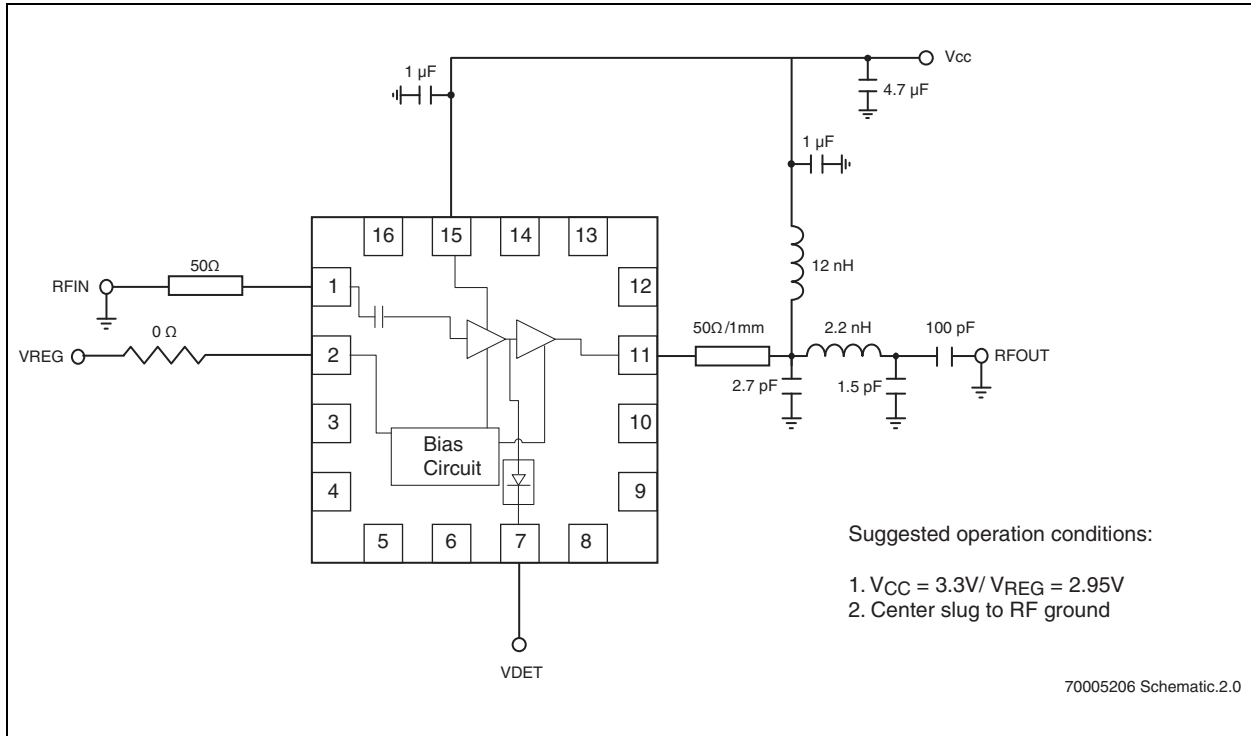 Vcc
1 µF
4.7 µF
1 µF
16
15
14
13
12 nH
50Ω
RFIN
1
12
0 Ω
VREG
2
50Ω/1mm
2.2 nH
100 pF
11
RFOUT
2.7 pF
1.5 pF
3
10
Bias
Circuit
4
9
5
6
7
8
VDET
Suggested operation conditions:
1. VCC = 3.3V/ VREG = 2.95V
2. Center slug to RF ground
70005206 Schematic.2.0